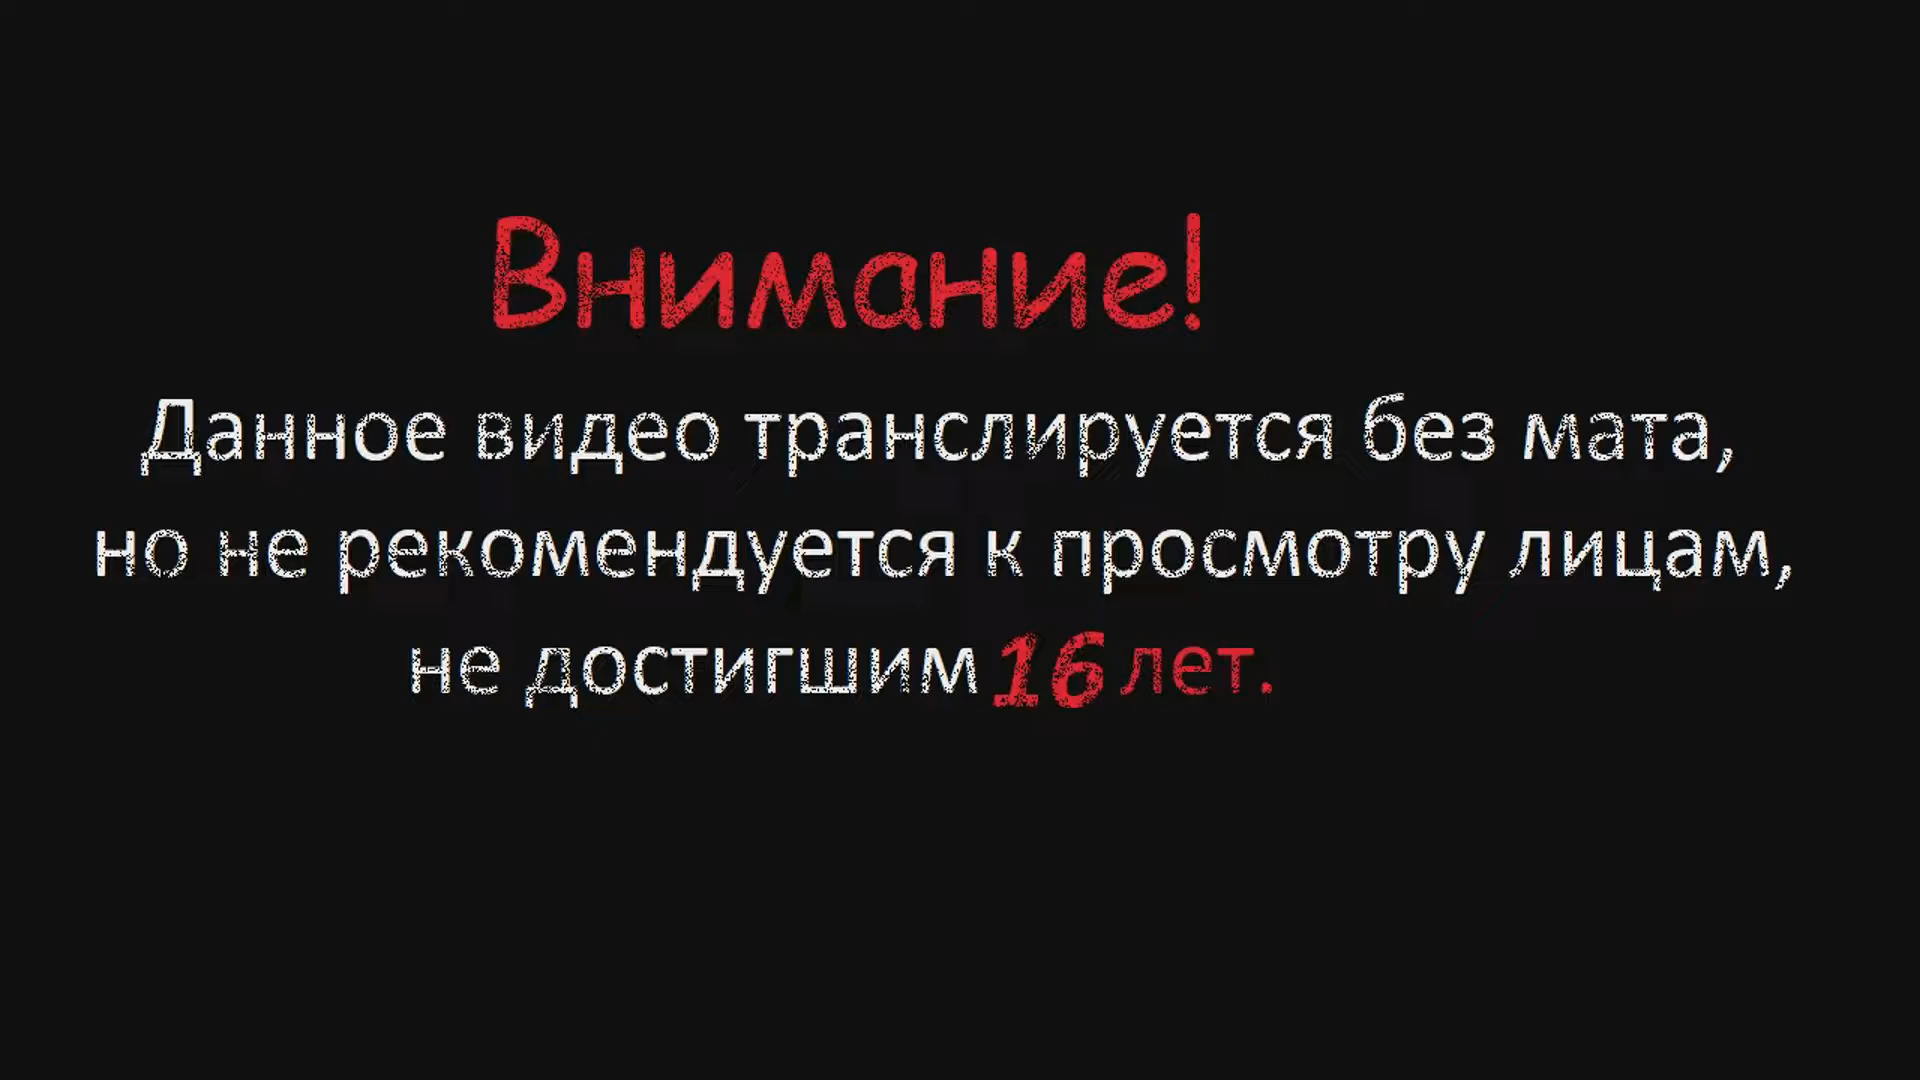 Внимание!
Данное видео транслируется без мата,
но не рекомендуется к просмотру лицам,
не достигшим 16 лет.